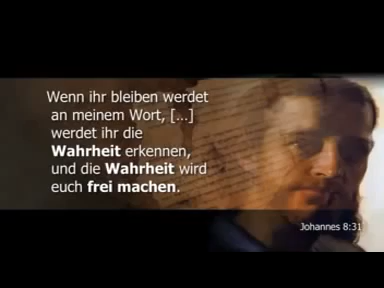 Wenn ihr bleiben werdet
an meinem Wort, […]
werdet ihr die
Wahrheit erkennen,
und die Wahrheit wird
euch frei machen.
Johannes 8:31